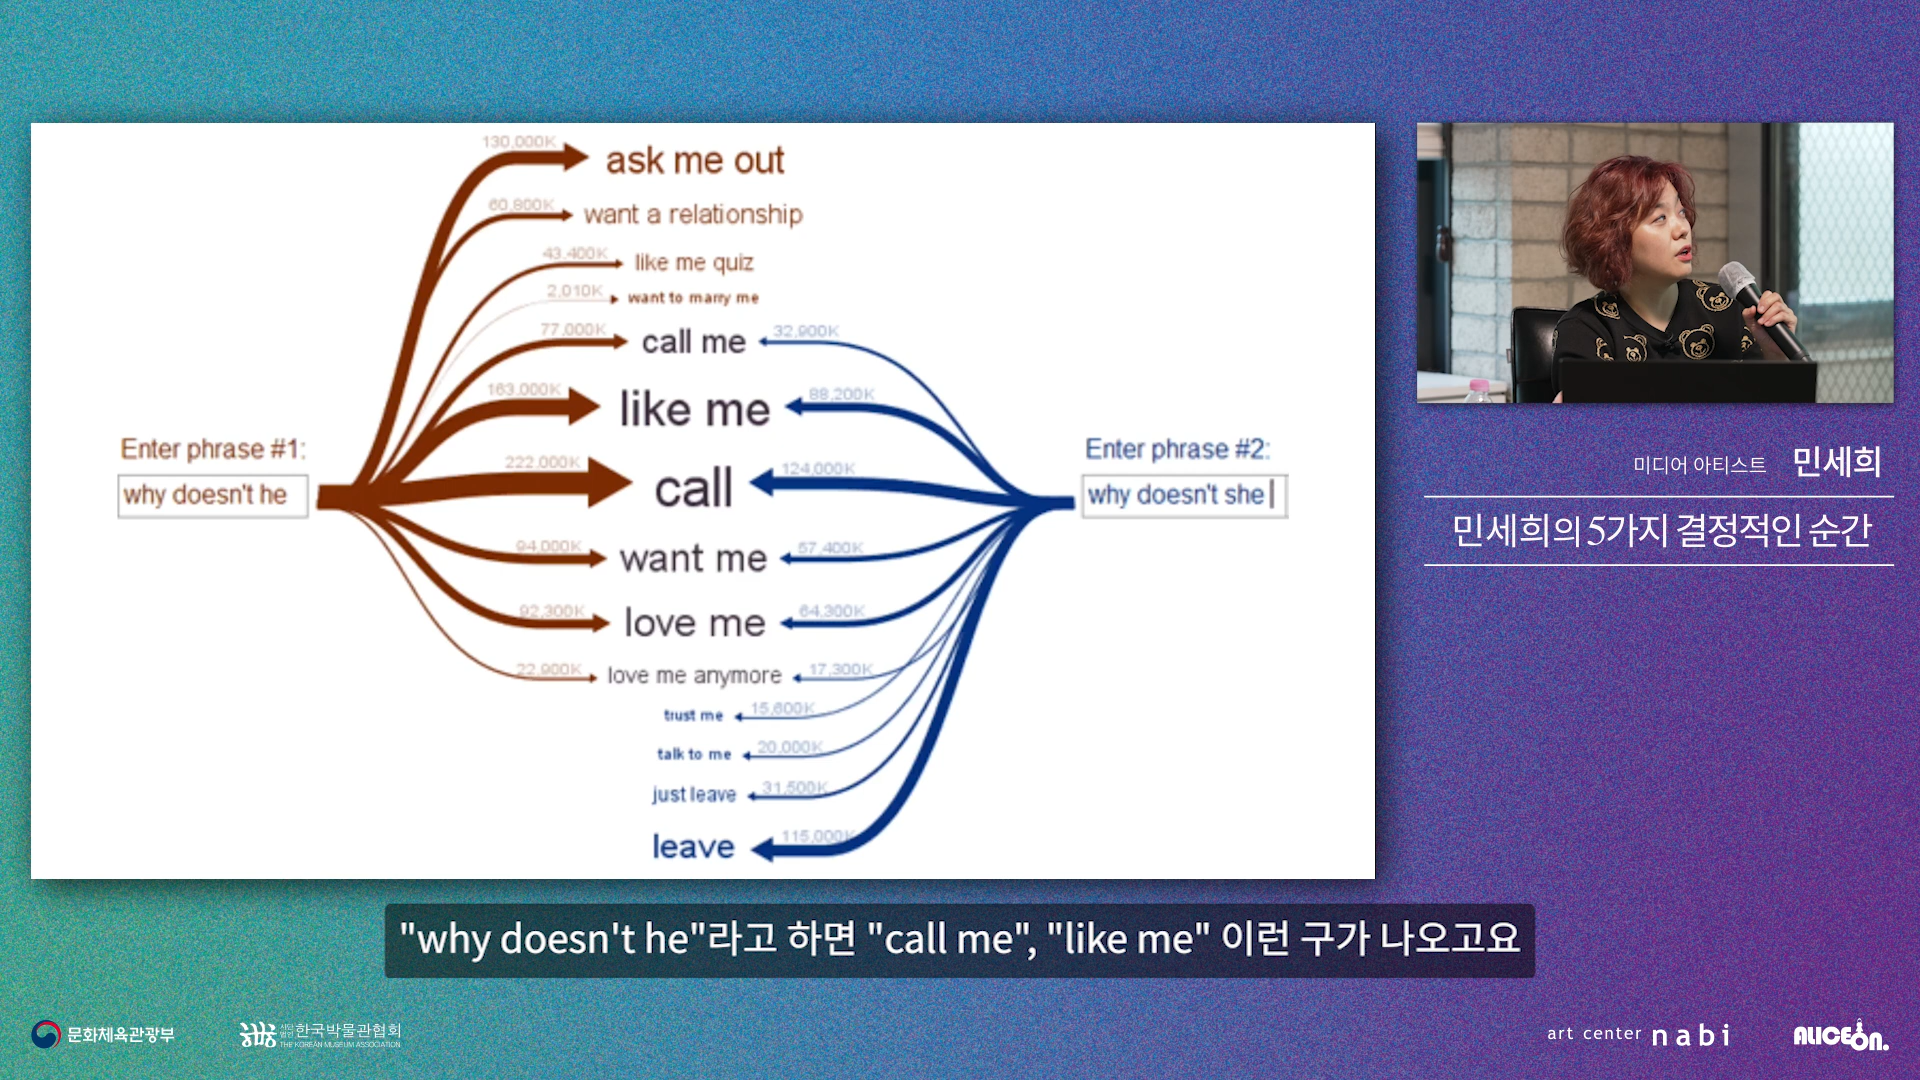 130,000K
ask me out
60,800K
want a relationship
43,400K
like me quiz
2,010K
want to marry me
77,000K
call me
32,900K
163,000K
like me
88,200K
222,000K
call
124,000K
Enter phrase #1:
why doesn't he
Enter phrase #2:
why doesn't she
94,000K
want me
57,400K
92,300K
love me
64,300K
22,900K
love me anymore
17,300K
trust me
15,600K
talk to me
20,000K
just leave
31,500K
leave
115,000K
미디어 아티스트 민세희
민세희의 5가지 결정적인 순간
"why doesn't he"라고 하면 "call me", "like me" 이런 구가 나오고요
문화체육관광부
사단법인 한국박물관협회
THE KOREAN MUSEUM ASSOCIATION
art center nabi
ALICEON.